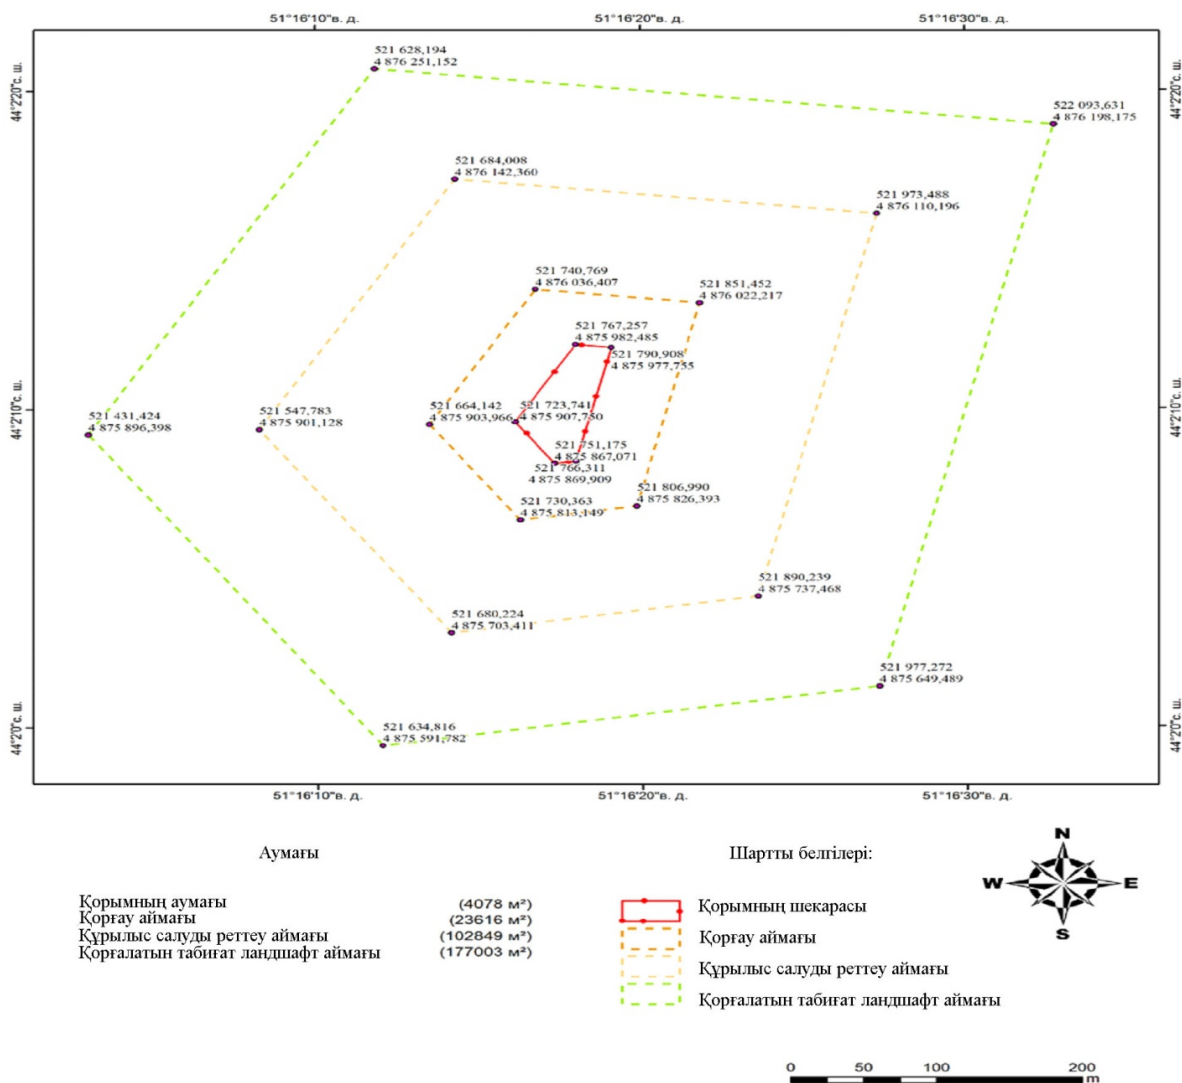 51°16'10"в. д.
51°16'20"в. д.
51°16'30"в. д.
521 628,194
4 876 251,152
44°2'20"с. ш.
44°2'20"с. ш.
522 093,631
4 876 198,175
521 684,008
4 876 142,360
521 973,488
4 876 110,196
521 740,769
4 876 036,407
521 851,452
4 876 022,217
521 767,257
4 875 982,485
521 790,908
4 875 977,755
44°2'10"с. ш.
44°2'10"с. ш.
521 431,424
4 875 896,398
521 547,783
4 875 901,128
521 664,142
4 875 903,966
521 723,741
4 875 907,750
521 751,175
4 875 867,071
521 766,311
4 875 869,909
521 806,990
4 875 826,393
521 730,363
4 875 813,149
521 890,239
4 875 737,468
521 680,224
4 875 703,411
521 977,272
4 875 649,489
44°2'0"с. ш.
44°2'0"с. ш.
521 634,816
4 875 591,782
51°16'10"в. д.
51°16'20"в. д.
51°16'30"в. д.
Аумағы
Қорымның аумағы (4078 м²)
Қорғау аймағы (23616 м²)
Құрылыс салуды реттеу аймағы (102849 м²)
Қорғалатын табиғат ландшафт аймағы (177003 м²)
Шартты белгілері:
Қорымның шекарасы
Қорғау аймағы
Құрылыс салуды реттеу аймағы
Қорғалатын табиғат ландшафт аймағы
N
W E
S
0 50 100 200
m